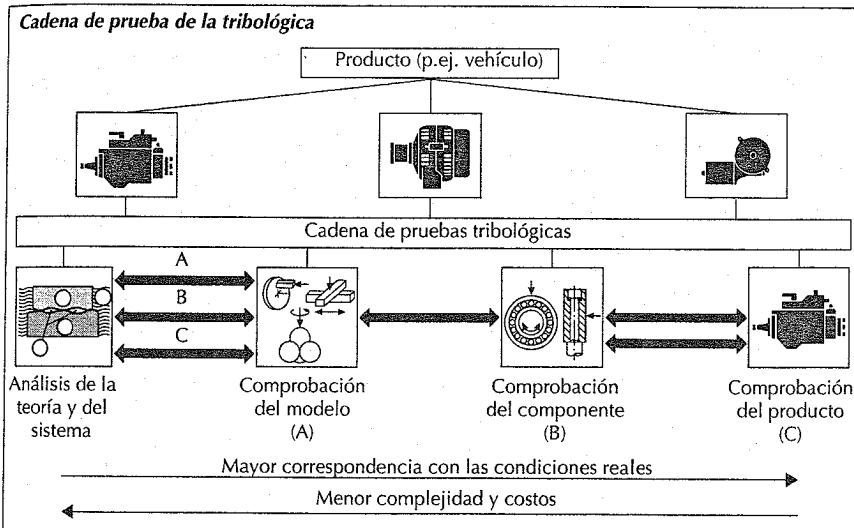 Cadena de prueba de la tribológica
Producto (p.ej. vehículo)
Cadena de pruebas tribológicas
A
B
C
Análisis de la
teoría y del
sistema
Comprobación
del modelo
(A)
Comprobación
del componente
(B)
Comprobación
del producto
(C)
Mayor correspondencia con las condiciones reales
Menor complejidad y costos